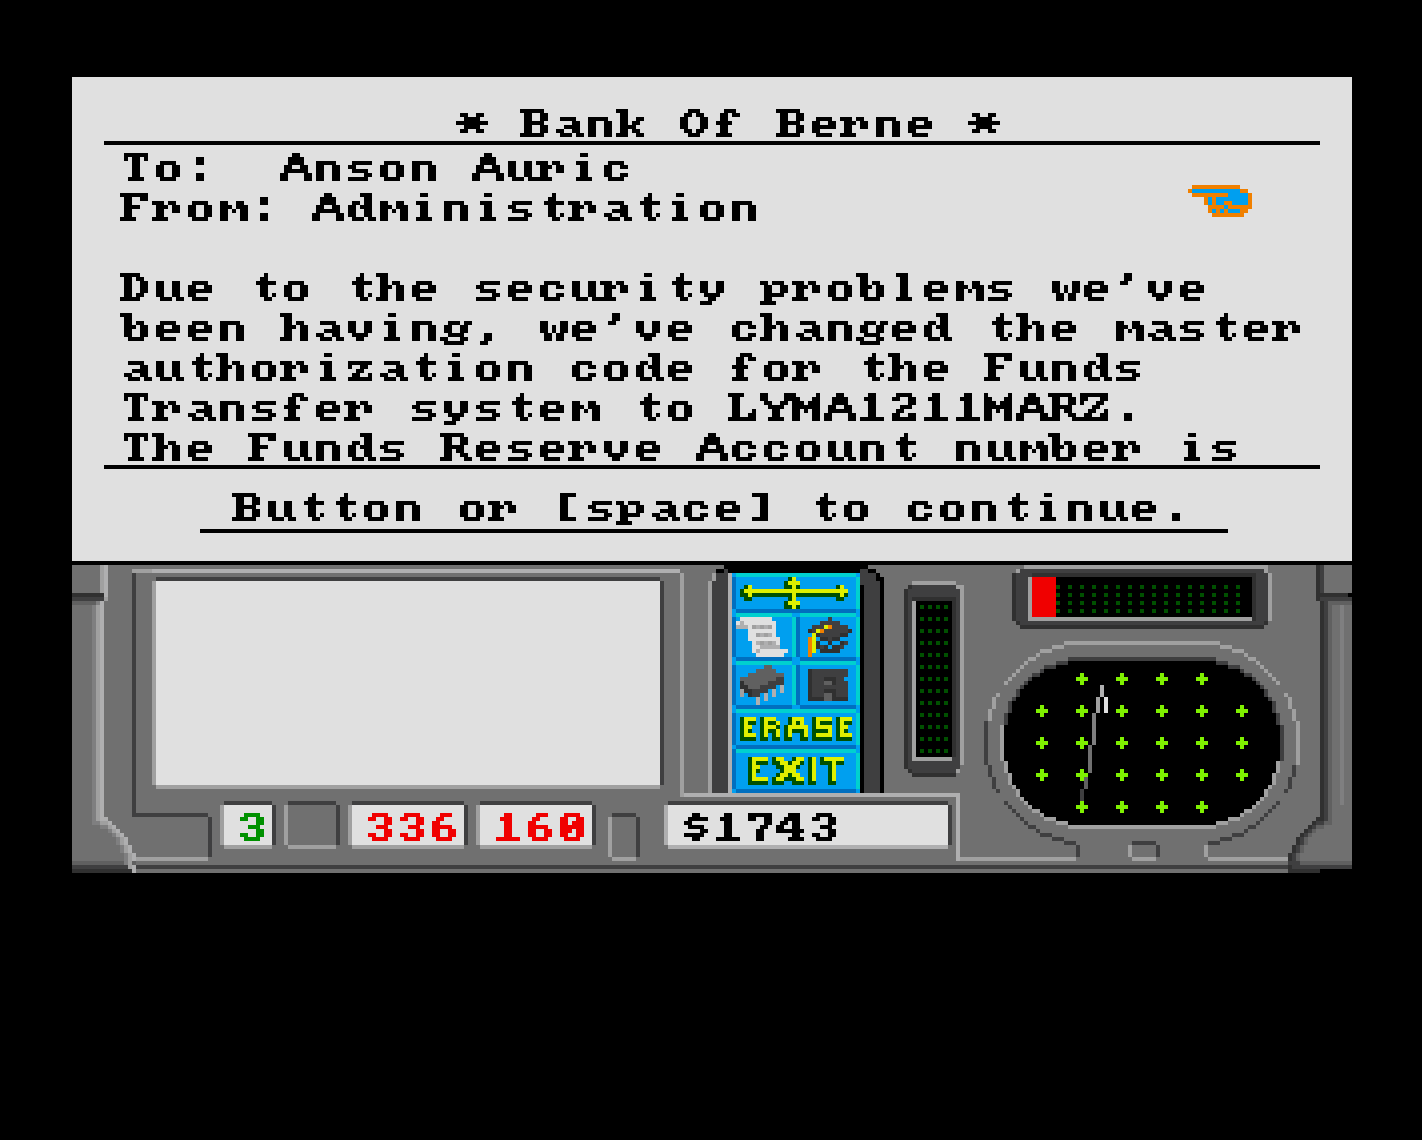 * Bank Of Berne *
To: Anson Auric
From: Administration
Due to the security problems we've
been having, we've changed the master
authorization code for the Funds
Transfer system to LYMA1211MARZ.
The Funds Reserve Account number is
Button or [space] to continue.
R
ERASE
EXIT
3 336 160 $1743